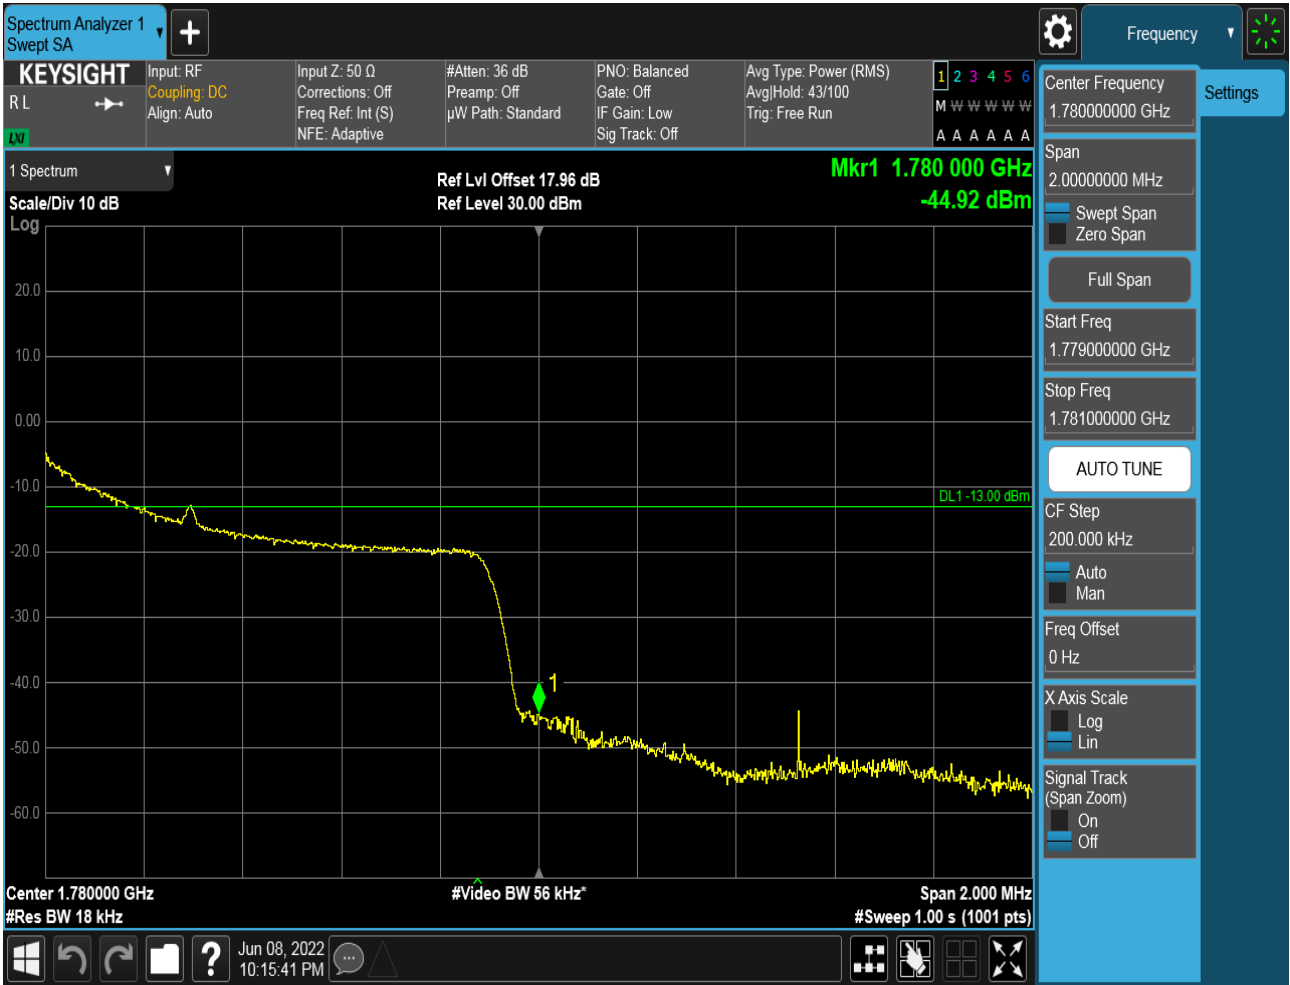 Spectrum Analyzer 1
Swept SA
Frequency
KEYSIGHT
R L
LXI
Input: RF
Coupling: DC
Align: Auto
Input Z: 50 Ω
Corrections: Off
Freq Ref: Int (S)
NFE: Adaptive
#Atten: 36 dB
Preamp: Off
µW Path: Standard
PNO: Balanced
Gate: Off
IF Gain: Low
Sig Track: Off
Avg Type: Power (RMS)
Avg|Hold: 43/100
Trig: Free Run
1 2 3 4 5 6
M W W W W W
A A A A A A
1 Spectrum
Scale/Div 10 dB
Log
Ref Lvl Offset 17.96 dB
Ref Level 30.00 dBm
Mkr1 1.780 000 GHz
-44.92 dBm
20.0
10.0
0.00
-10.0
-20.0
-30.0
-40.0
-50.0
-60.0
DL1 -13.00 dBm
1
Center 1.780000 GHz
#Res BW 18 kHz
#Video BW 56 kHz*
Span 2.000 MHz
#Sweep 1.00 s (1001 pts)
Jun 08, 2022
10:15:41 PM
Center Frequency
1.780000000 GHz
Settings
Span
2.00000000 MHz
Swept Span
Zero Span
Full Span
Start Freq
1.779000000 GHz
Stop Freq
1.781000000 GHz
AUTO TUNE
CF Step
200.000 kHz
Auto
Man
Freq Offset
0 Hz
X Axis Scale
Log
Lin
Signal Track
(Span Zoom)
On
Off